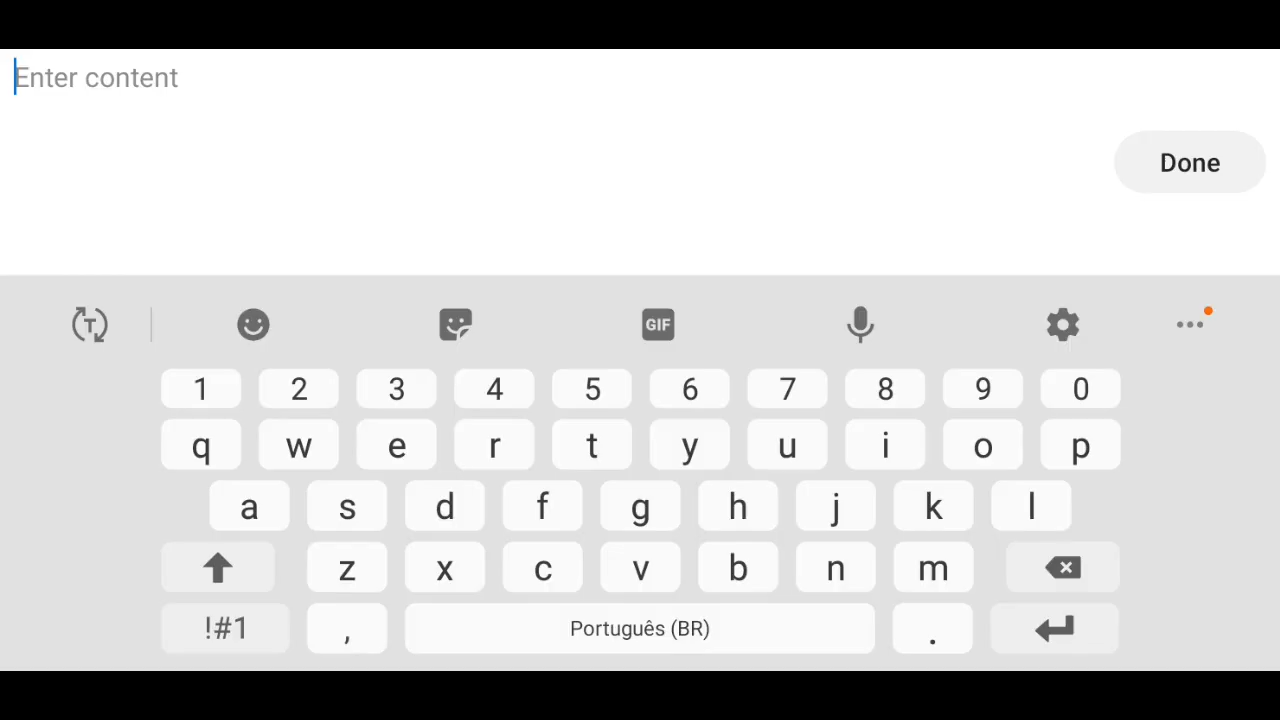 Enter content
Done
T
GIF
1 2 3 4 5 6 7 8 9 0
q w e r t y u i o p
a s d f g h j k l
z x c v b n m
!#1 , Português (BR) .